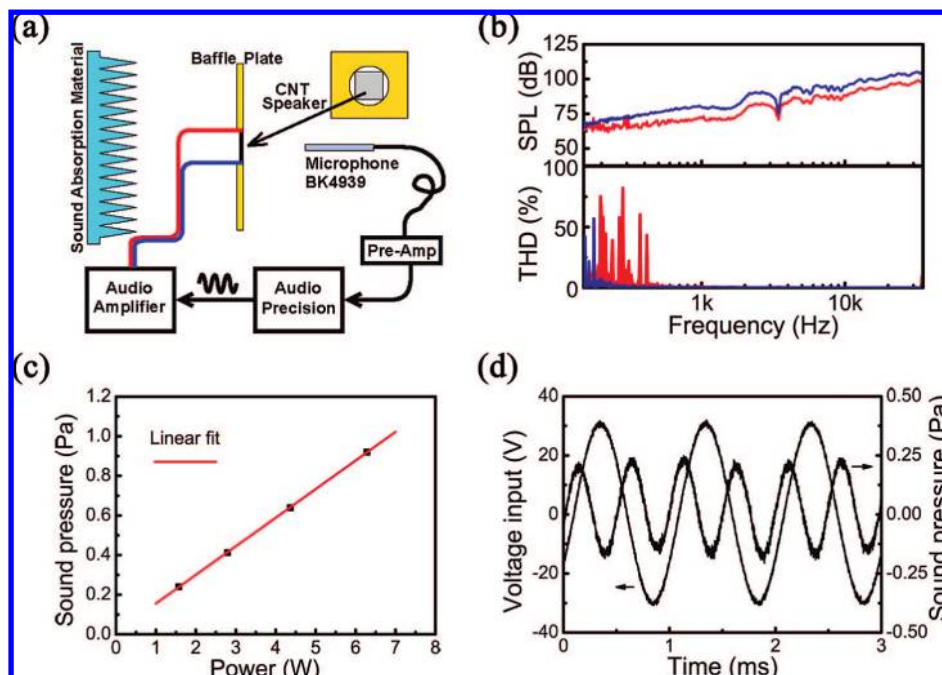 (a)
Sound Absorption Material
Baffle Plate
CNT
Speaker
Microphone
BK4939
Pre-Amp
Audio
Amplifier
Audio
Precision
(b)
SPL (dB)
125
100
75
50
THD (%)
100
50
0
1k
10k
Frequency (Hz)
(c)
Sound pressure (Pa)
1.2
1.0
0.8
0.6
0.4
0.2
0.0
Linear fit
0 1 2 3 4 5 6 7 8
Power (W)
(d)
Voltage input (V)
40
20
0
-20
-40
0 1 2 3
Time (ms)
0.50
0.25
0.00
-0.25
-0.50
Sound pressure (Pa)